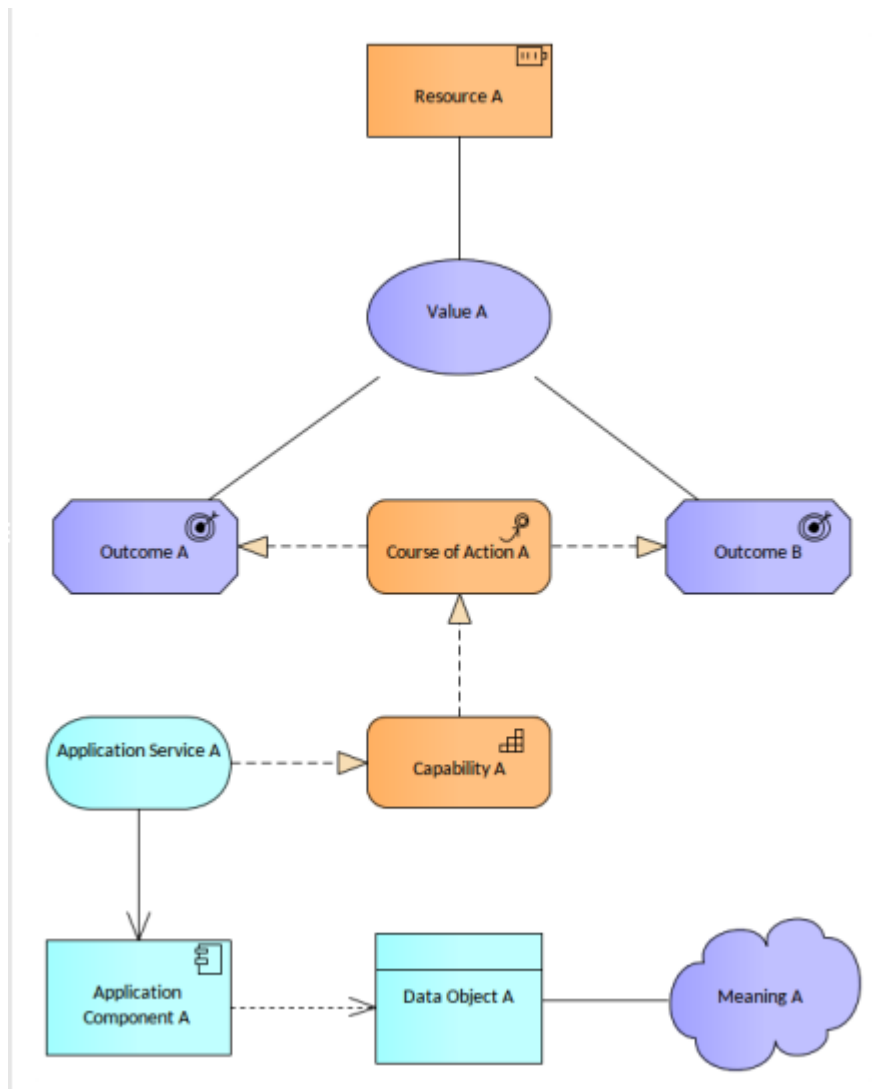 Resource A
Value A
Outcome A
Course of Action A
Outcome B
Application Service A
Capability A
Application
Component A
Data Object A
Meaning A